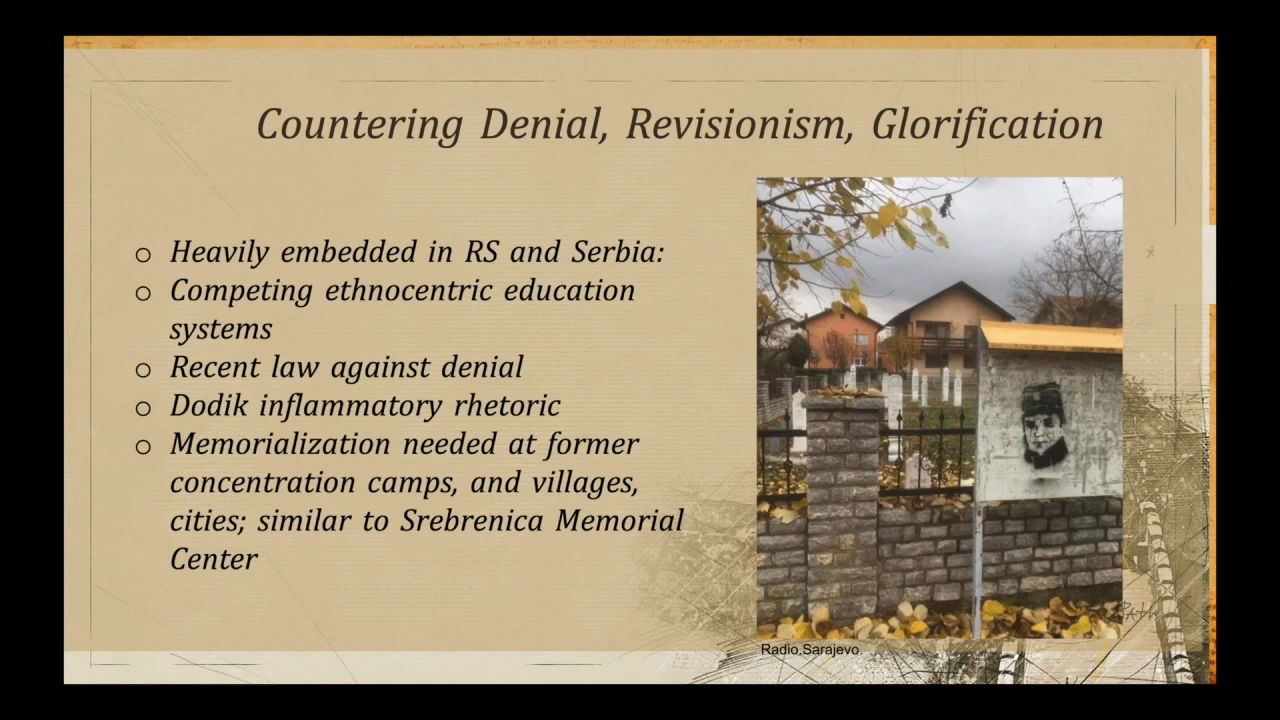 Countering Denial, Revisionism, Glorification
o Heavily embedded in RS and Serbia:
o Competing ethnocentric education
systems
o Recent law against denial
o Dodik inflammatory rhetoric
o Memorialization needed at former
concentration camps, and villages,
cities; similar to Srebrenica Memorial
Center
Radio,Sarajevo.